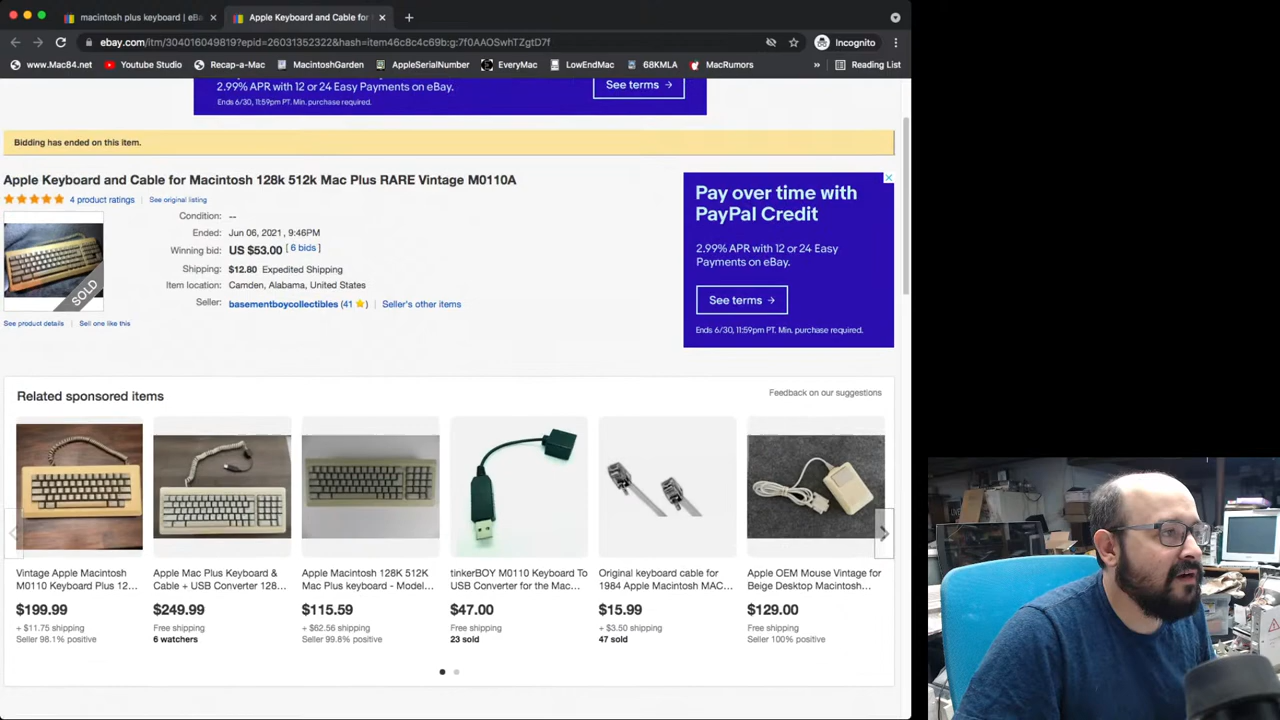 macintosh plus keyboard | eBa
Apple Keyboard and Cable for
ebay.com/itm/304016049819?epid=26031352322&hash=item46c8c4c69b:g:7f0AAOSwhTZgtD7f
Incognito
www.Mac84.net
Youtube Studio
Recap-a-Mac
MacintoshGarden
AppleSerialNumber
EveryMac
LowEndMac
68KMLA
MacRumors
»
Reading List
2.99% APR with 12 or 24 Easy Payments on eBay.
Ends 6/30, 11:59pm PT. Min. purchase required.
See terms →
Bidding has ended on this item.
Apple Keyboard and Cable for Macintosh 128k 512k Mac Plus RARE Vintage M0110A
4 product ratings | See original listing
SOLD
Condition: --
Ended: Jun 06, 2021 , 9:46PM
Winning bid: US $53.00 [ 6 bids ]
Shipping: $12.80 Expedited Shipping
Item location: Camden, Alabama, United States
Seller: basementboycollectibles (41 ) | Seller's other items
See product details | Sell one like this
Pay over time with
PayPal Credit
2.99% APR with 12 or 24 Easy
Payments on eBay.
See terms →
Ends 6/30, 11:59pm PT. Min. purchase required.
Related sponsored items
Feedback on our suggestions
Vintage Apple Macintosh
M0110 Keyboard Plus 12...
$199.99
+ $11.75 shipping
Seller 98.1% positive
Apple Mac Plus Keyboard &
Cable + USB Converter 128...
$249.99
Free shipping
6 watchers
Apple Macintosh 128K 512K
Mac Plus keyboard - Model...
$115.59
+ $62.56 shipping
Seller 99.8% positive
tinkerBOY M0110 Keyboard To
USB Converter for the Mac...
$47.00
Free shipping
23 sold
Original keyboard cable for
1984 Apple Macintosh MAC...
$15.99
+ $3.50 shipping
47 sold
Apple OEM Mouse Vintage for
Beige Desktop Macintosh...
$129.00
Free shipping
Seller 100% positive